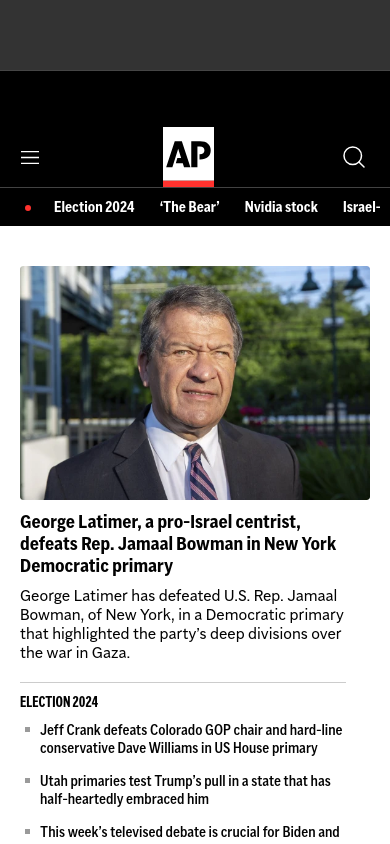 AP
Election 2024 ‘The Bear’ Nvidia stock Israel-
George Latimer, a pro-Israel centrist,
defeats Rep. Jamaal Bowman in New York
Democratic primary
George Latimer has defeated U.S. Rep. Jamaal
Bowman, of New York, in a Democratic primary
that highlighted the party’s deep divisions over
the war in Gaza.
ELECTION 2024
Jeff Crank defeats Colorado GOP chair and hard-line
conservative Dave Williams in US House primary
Utah primaries test Trump’s pull in a state that has
half-heartedly embraced him
This week’s televised debate is crucial for Biden and